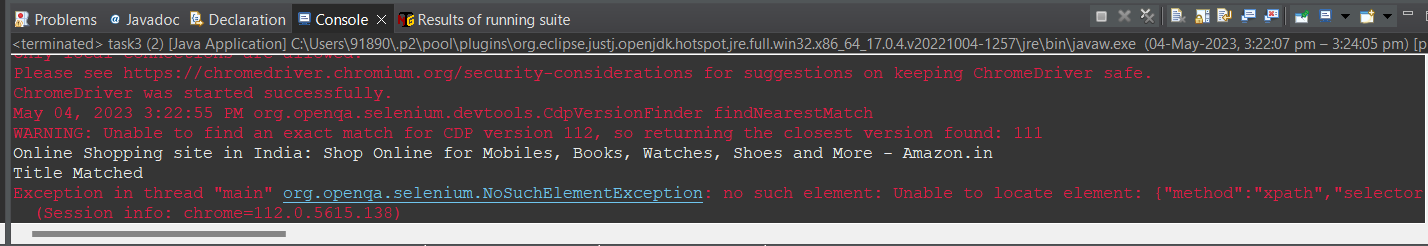 Problems @ Javadoc Declaration Console Results of running suite
<terminated> task3 (2) [Java Application] C:\Users\91890\.p2\pool\plugins\org.eclipse.justj.openjdk.hotspot.jre.full.win32.x86_64_17.0.4.v20221004-1257\jre\bin\javaw.exe (04-May-2023, 3:22:07 pm – 3:24:05 pm) [p
Only local connections are allowed.
Please see https://chromedriver.chromium.org/security-considerations for suggestions on keeping ChromeDriver safe.
ChromeDriver was started successfully.
May 04, 2023 3:22:55 PM org.openqa.selenium.devtools.CdpVersionFinder findNearestMatch
WARNING: Unable to find an exact match for CDP version 112, so returning the closest version found: 111
Online Shopping site in India: Shop Online for Mobiles, Books, Watches, Shoes and More - Amazon.in
Title Matched
Exception in thread "main" org.openqa.selenium.NoSuchElementException: no such element: Unable to locate element: {"method":"xpath","selector
(Session info: chrome=112.0.5615.138)